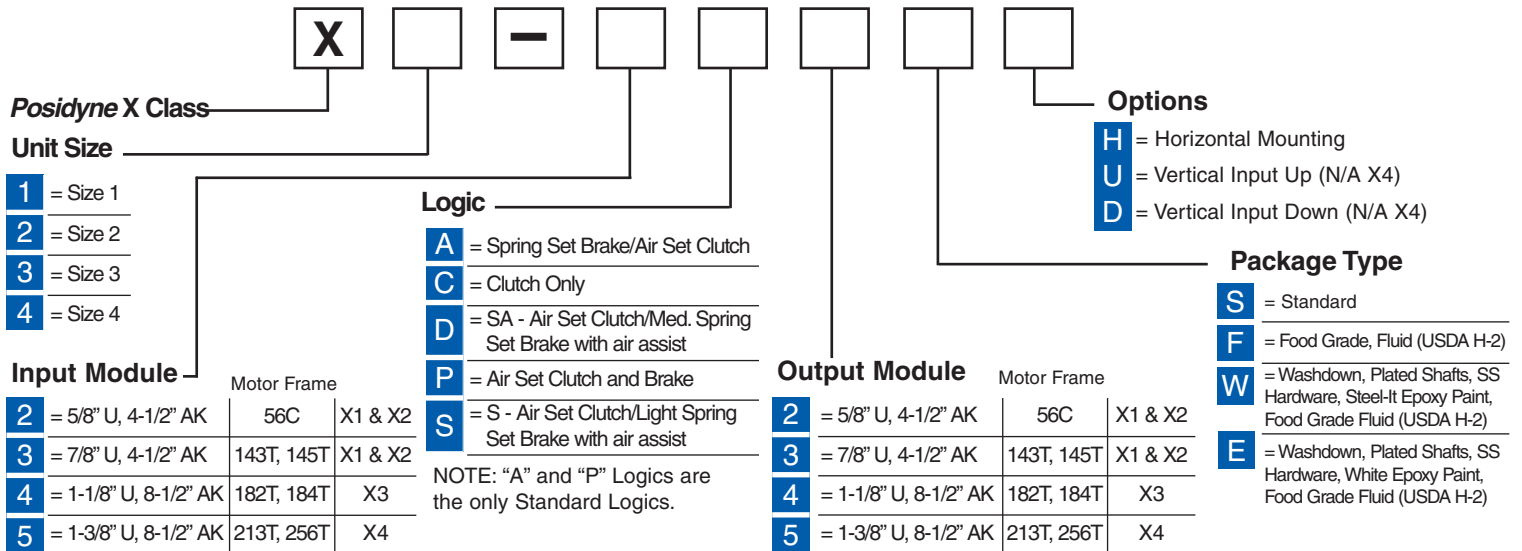 X –
Posidyne X Class
Unit Size
1 = Size 1
2 = Size 2
3 = Size 3
4 = Size 4
Input Module
Motor Frame
2 = 5/8” U, 4-1/2” AK 56C X1 & X2
3 = 7/8” U, 4-1/2” AK 143T, 145T X1 & X2
4 = 1-1/8” U, 8-1/2” AK 182T, 184T X3
5 = 1-3/8” U, 8-1/2” AK 213T, 256T X4
Logic
A = Spring Set Brake/Air Set Clutch
C = Clutch Only
D = SA - Air Set Clutch/Med. Spring
Set Brake with air assist
P = Air Set Clutch and Brake
S = S - Air Set Clutch/Light Spring
Set Brake with air assist
NOTE: “A” and “P” Logics are
the only Standard Logics.
Output Module
Motor Frame
2 = 5/8” U, 4-1/2” AK 56C X1 & X2
3 = 7/8” U, 4-1/2” AK 143T, 145T X1 & X2
4 = 1-1/8” U, 8-1/2” AK 182T, 184T X3
5 = 1-3/8” U, 8-1/2” AK 213T, 256T X4
Options
H = Horizontal Mounting
U = Vertical Input Up (N/A X4)
D = Vertical Input Down (N/A X4)
Package Type
S = Standard
F = Food Grade, Fluid (USDA H-2)
W = Washdown, Plated Shafts, SS
Hardware, Steel-It Epoxy Paint,
Food Grade Fluid (USDA H-2)
E = Washdown, Plated Shafts, SS
Hardware, White Epoxy Paint,
Food Grade Fluid (USDA H-2)